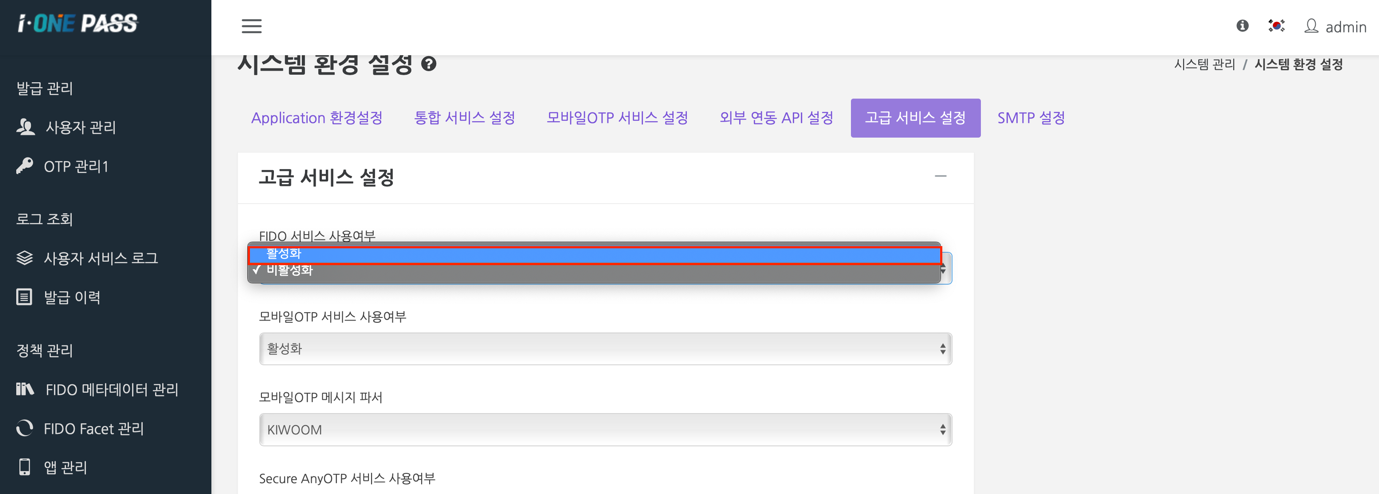 i·ONE PASS
admin
발급 관리
사용자 관리
OTP 관리1
로그 조회
사용자 서비스 로그
발급 이력
정책 관리
FIDO 메타데이터 관리
FIDO Facet 관리
앱 관리
시스템 환경 설정
시스템 관리 / 시스템 환경 설정
Application 환경설정 통합 서비스 설정 모바일OTP 서비스 설정 외부 연동 API 설정 고급 서비스 설정 SMTP 설정
고급 서비스 설정
FIDO 서비스 사용여부
활성화
✓ 비활성화
모바일OTP 서비스 사용여부
활성화
모바일OTP 메시지 파서
KIWOOM
Secure AnyOTP 서비스 사용여부